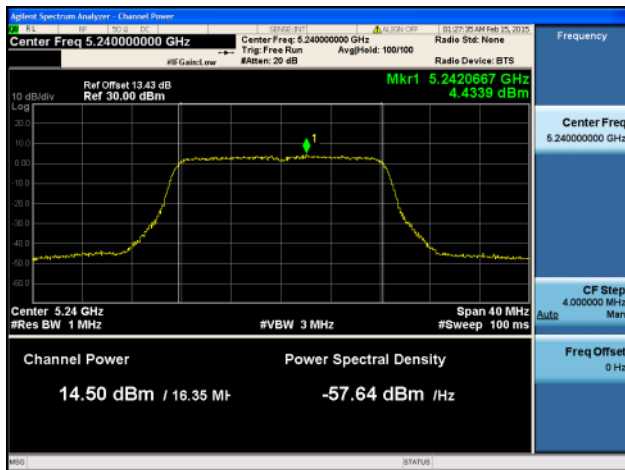 Agilent Spectrum Analyzer - Channel Power
RL RF 50 Ω DC SENSE:INT ALIGN OFF 01:27:35 AM Feb 15, 2015
Center Freq 5.240000000 GHz Center Freq: 5.240000000 GHz Radio Std: None
Trig: Free Run Avg|Hold: 100/100
#IFGain:Low #Atten: 20 dB Radio Device: BTS
Mkr1 5.2420667 GHz
4.4339 dBm
Ref Offset 13.43 dB
10 dB/div Ref 30.00 dBm
Log
20.0
10.0
0.00
-10.0
-20.0
-30.0
-40.0
-50.0
-60.0
1
Center 5.24 GHz Span 40 MHz
#Res BW 1 MHz #VBW 3 MHz #Sweep 100 ms
Channel Power Power Spectral Density
14.50 dBm / 16.35 MH -57.64 dBm /Hz
MSG STATUS
Frequency
Center Freq
5.240000000 GHz
CF Step
4.000000 MHz
Auto Man
Freq Offset
0 Hz